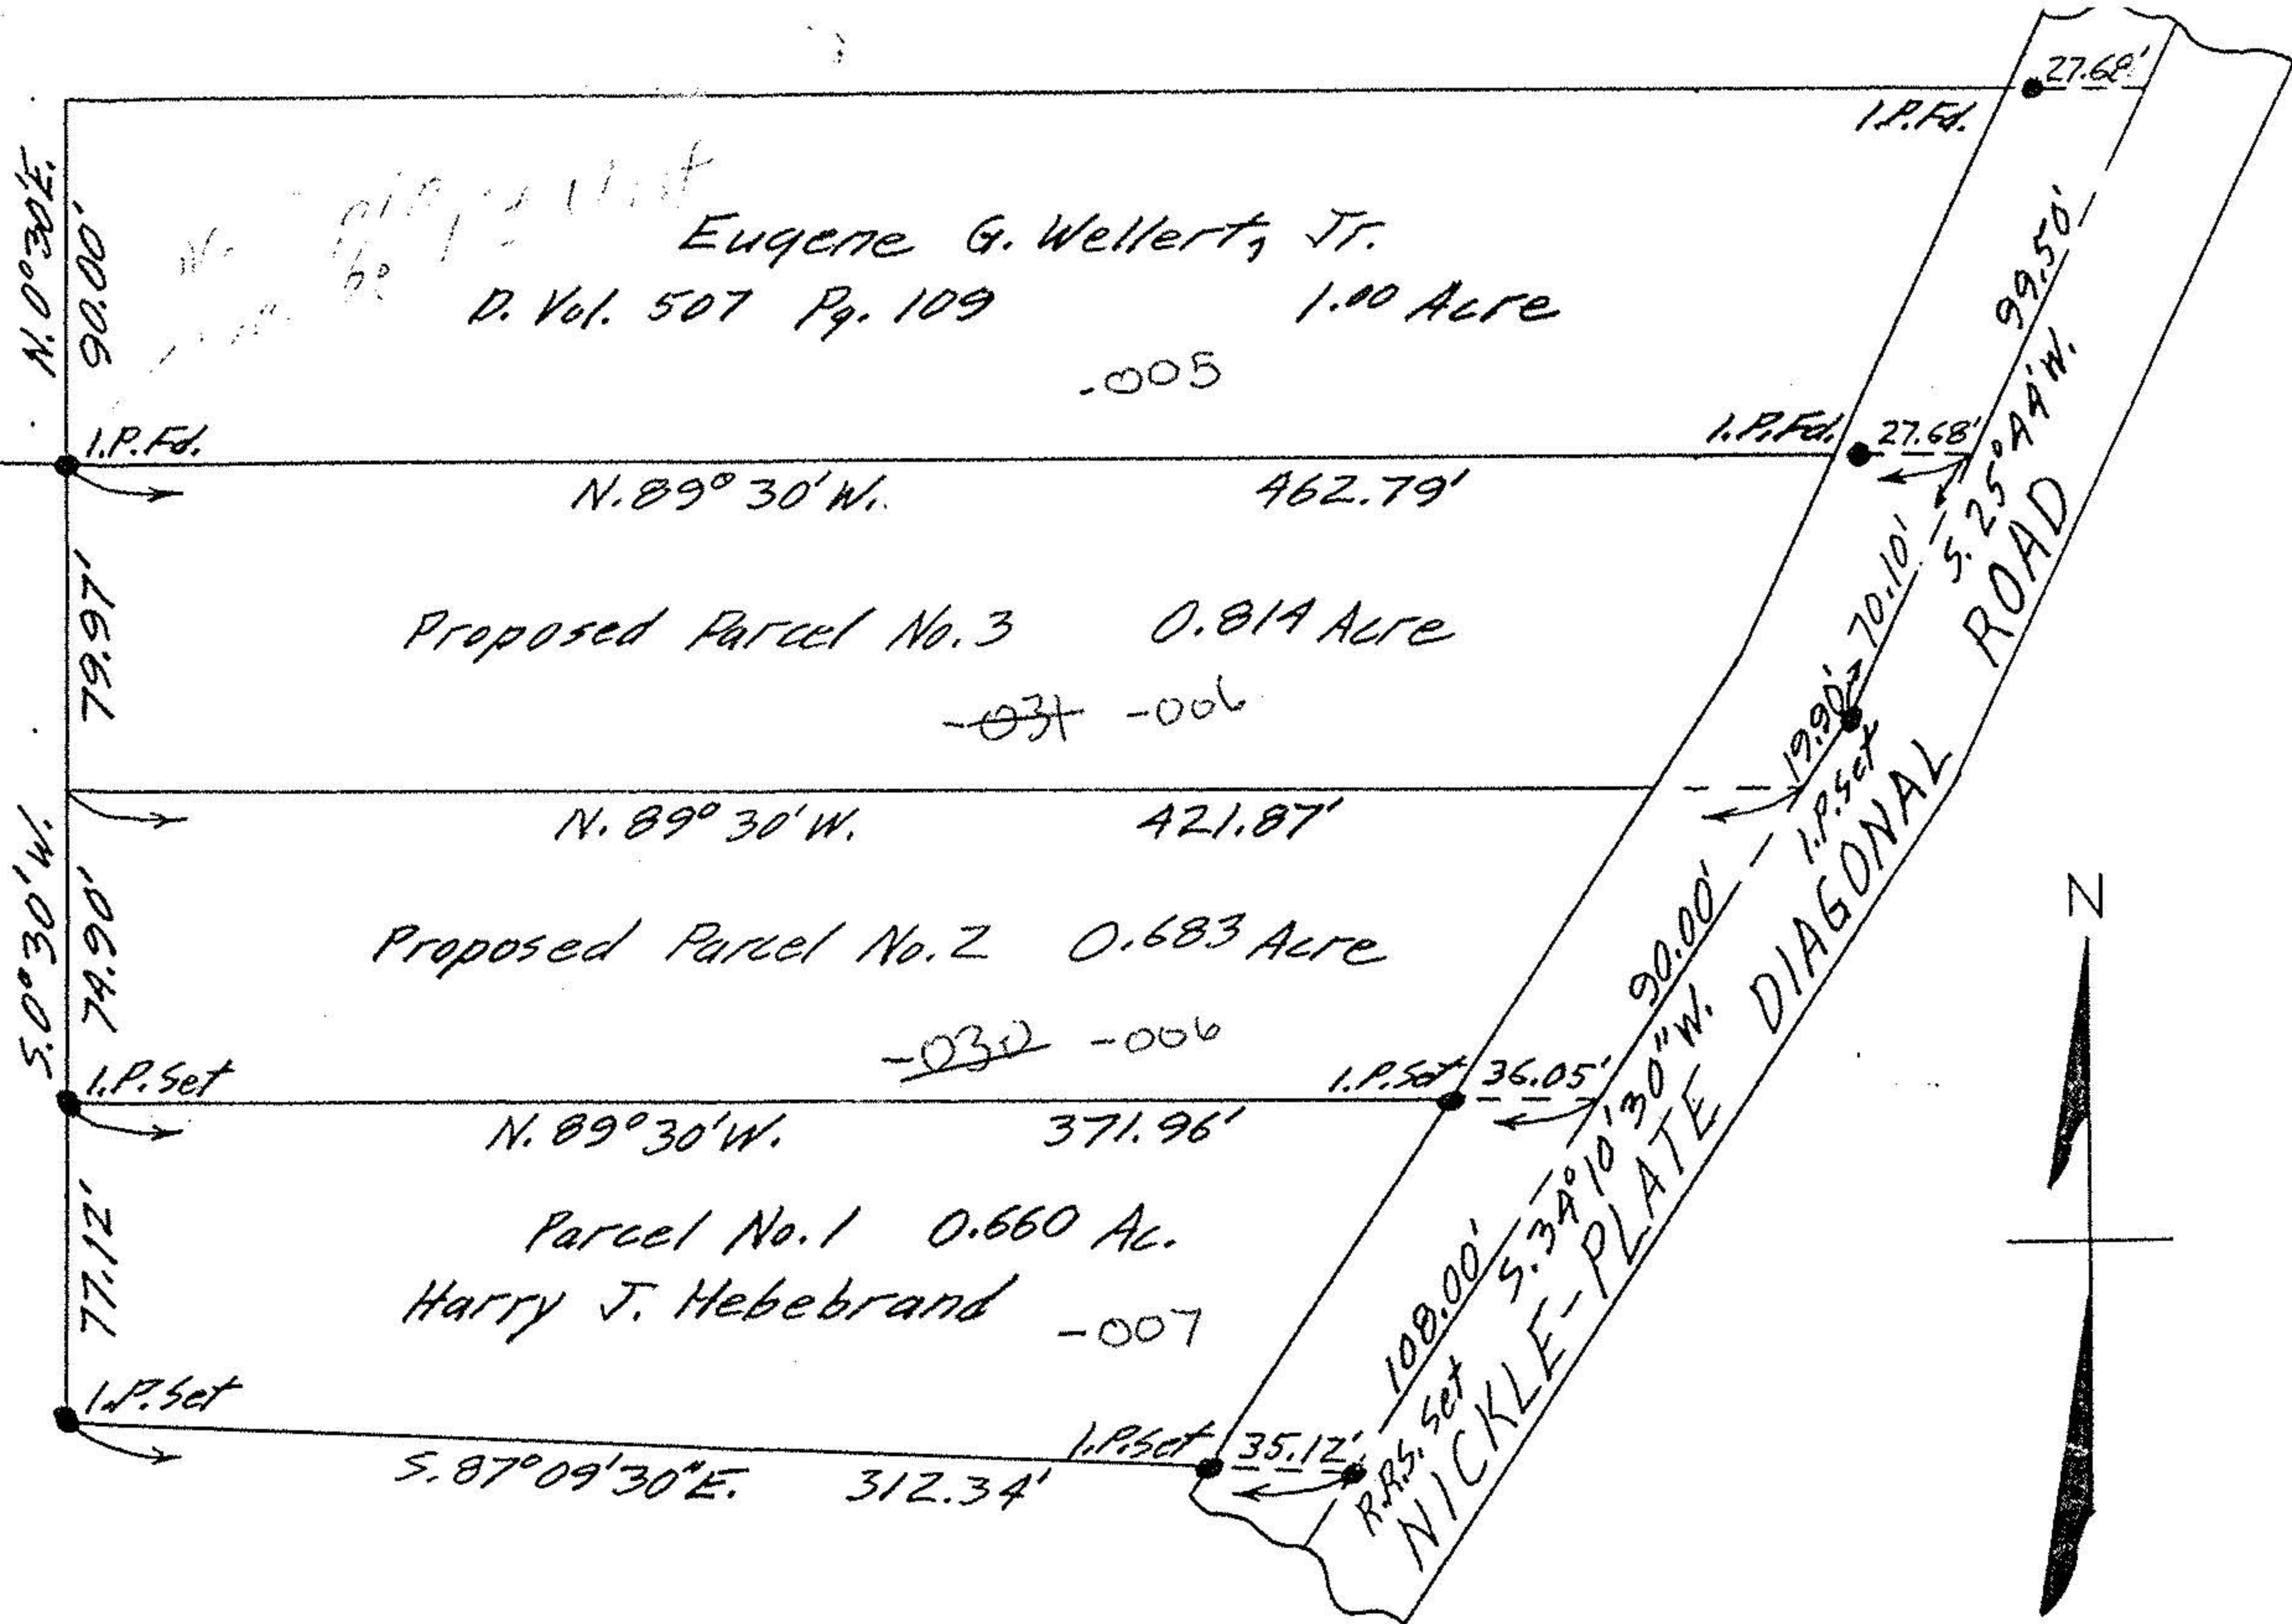 27.68'
I.P.Fd.
N.0°30'E.
90.00'
Eugene G. Wellert, Jr.
D. Vol. 507 Pg. 109 1.00 Acre
-005
99.50'
S.25°44'W.
I.P.Fd.
I.P.Fd. 27.68'
N.89°30'W. 462.79'
79.97'
Proposed Parcel No.3 0.814 Acre
-031 -006
70.10'
19.90'
I.P.Set
N.89°30'W. 421.87'
S.0°30'W.
74.90'
Proposed Parcel No.2 0.683 Acre
-030 -006
90.00'
S.34°10'30"W.
I.P.Set
I.P.Set 36.05'
N.89°30'W. 371.96'
77.12'
Parcel No.1 0.660 Ac.
Harry J. Hebebrand -007
108.00'
I.P.Set
I.P.Set 35.12'
R.R.S. Set
S.87°09'30"E. 312.34'
NICKLE-PLATE DIAGONAL ROAD
N